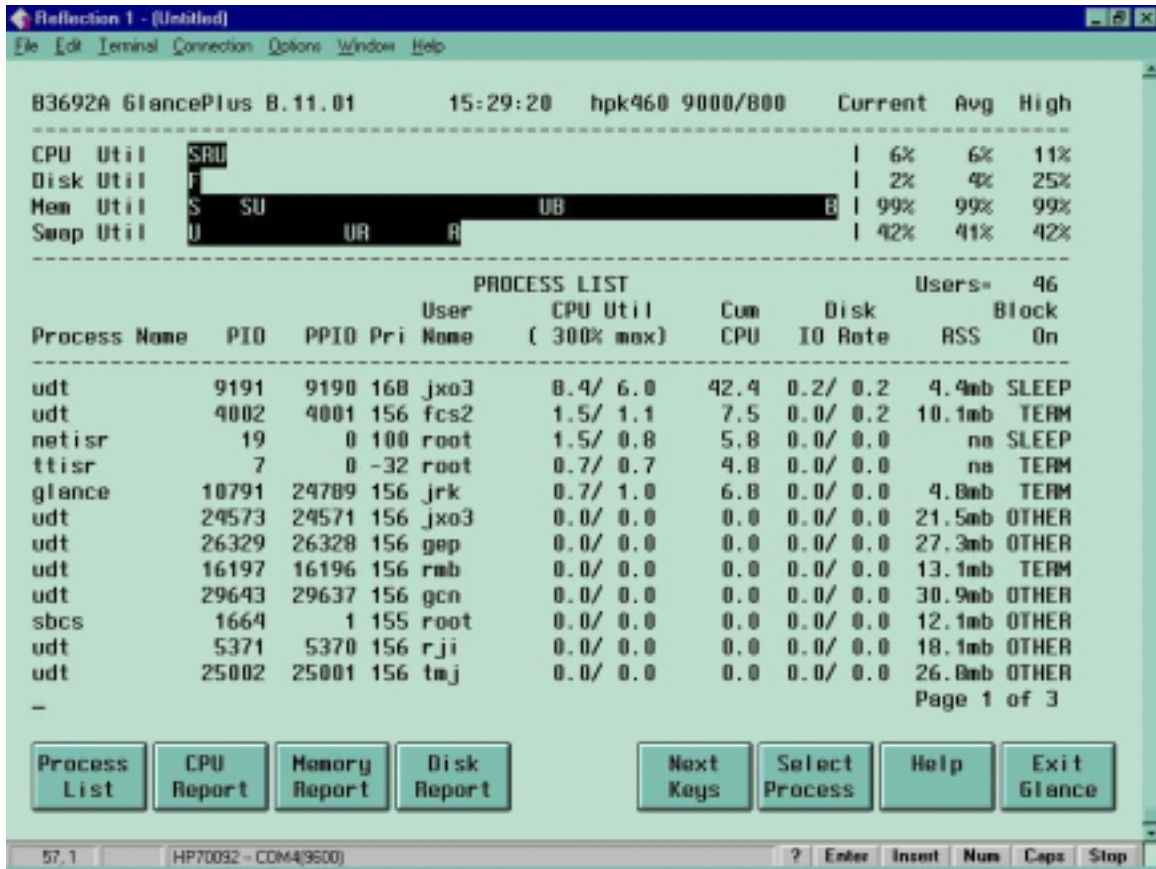 Reflection 1 - (Untitled)
File Edit Terminal Connection Options Window Help
B3692A GlancePlus B.11.01 15:29:20 hpk460 9000/800 Current Avg High
CPU Util SRU | 6% 6% 11%
Disk Util F | 2% 4% 25%
Mem Util S SU UB B | 99% 99% 99%
Swap Util U UR R | 42% 41% 42%
PROCESS LIST Users= 46
User CPU Util Cum Disk Block
Process Name PID PPID Pri Name ( 300% max) CPU IO Rate RSS On
udt 9191 9190 168 jxo3 8.4/ 6.0 42.4 0.2/ 0.2 4.4mb SLEEP
udt 4002 4001 156 fcs2 1.5/ 1.1 7.5 0.0/ 0.2 10.1mb TERM
netisr 19 0 100 root 1.5/ 0.8 5.8 0.0/ 0.0 na SLEEP
ttisr 7 0 -32 root 0.7/ 0.7 4.8 0.0/ 0.0 na TERM
glance 10791 24789 156 jrk 0.7/ 1.0 6.8 0.0/ 0.0 4.8mb TERM
udt 24573 24571 156 jxo3 0.0/ 0.0 0.0 0.0/ 0.0 21.5mb OTHER
udt 26329 26328 156 gep 0.0/ 0.0 0.0 0.0/ 0.0 27.3mb OTHER
udt 16197 16196 156 rmb 0.0/ 0.0 0.0 0.0/ 0.0 13.1mb TERM
udt 29643 29637 156 gcn 0.0/ 0.0 0.0 0.0/ 0.0 30.9mb OTHER
sbcs 1664 1 155 root 0.0/ 0.0 0.0 0.0/ 0.0 12.1mb OTHER
udt 5371 5370 156 rji 0.0/ 0.0 0.0 0.0/ 0.0 18.1mb OTHER
udt 25002 25001 156 tmj 0.0/ 0.0 0.0 0.0/ 0.0 26.8mb OTHER
Page 1 of 3
Process CPU Memory Disk Next Select Help Exit
List Report Report Report Keys Process Glance
57, 1 HP70092 - COM4(9600) ? Enter Insert Num Caps Stop